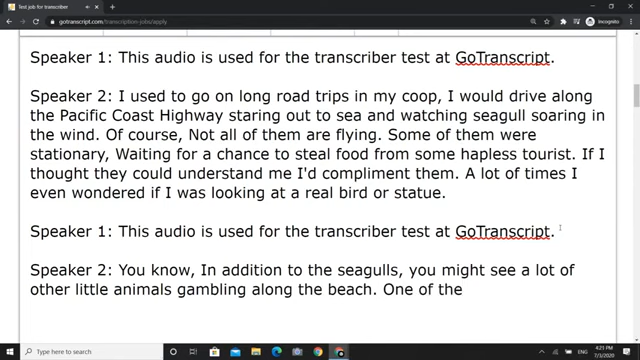 Test job for transcriber
gotranscript.com/transcription-jobs/apply
Incognito
Speaker 1: This audio is used for the transcriber test at GoTranscript.
Speaker 2: I used to go on long road trips in my coop, I would drive along
the Pacific Coast Highway staring out to sea and watching seagull soaring in
the wind. Of course, Not all of them are flying. Some of them were
stationary, Waiting for a chance to steal food from some hapless tourist. If I
thought they could understand me I'd compliment them. A lot of times I
even wondered if I was looking at a real bird or statue.
Speaker 1: This audio is used for the transcriber test at GoTranscript.
Speaker 2: You know, In addition to the seagulls, you might see a lot of
other little animals gambling along the beach. One of the
Type here to search
ENG
4:21 PM
7/3/2020